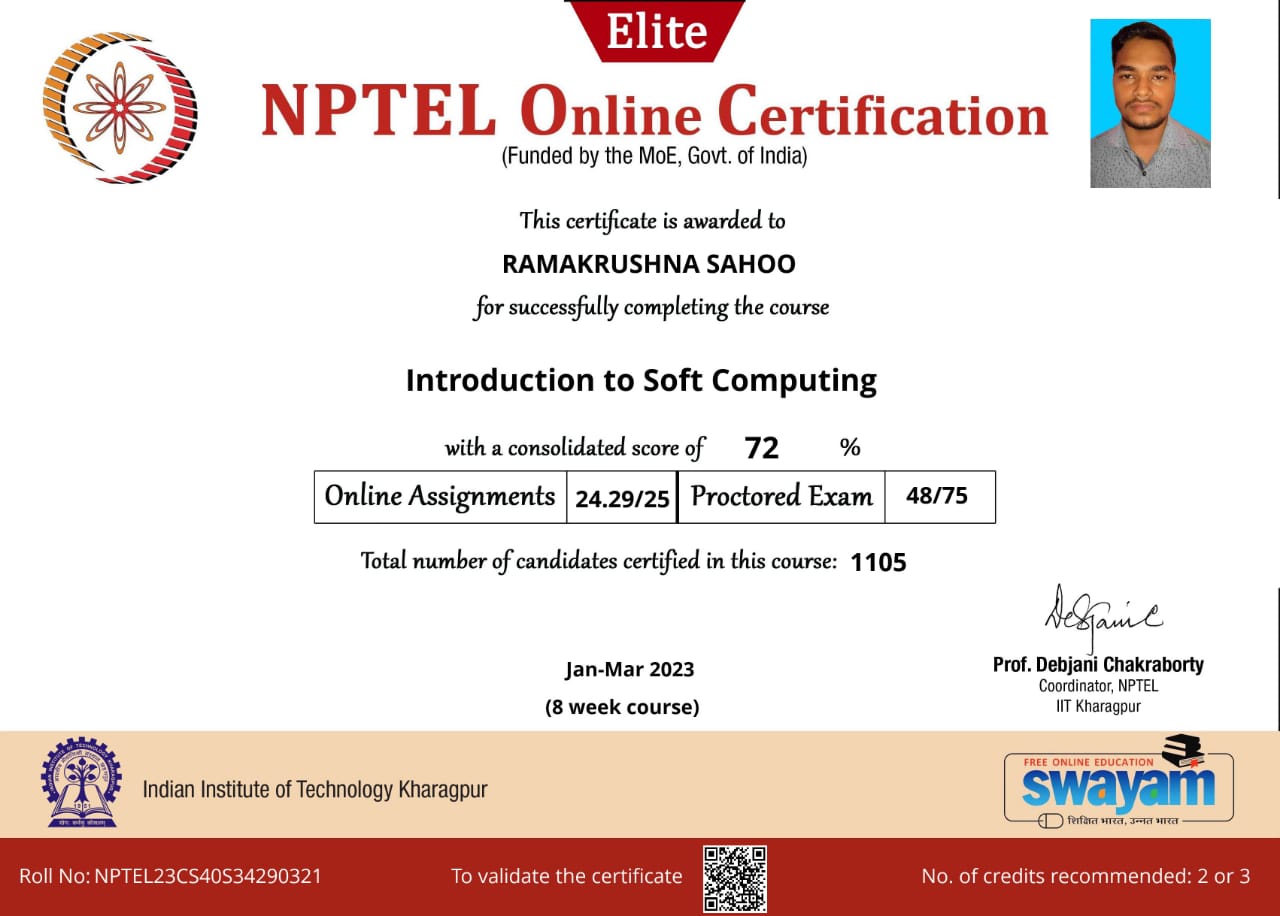 Elite
NPTEL Online Certification
(Funded by the MoE, Govt. of India)
This certificate is awarded to
RAMAKRUSHNA SAHOO
for successfully completing the course
Introduction to Soft Computing
with a consolidated score of 72 %
Online Assignments 24.29/25 Proctored Exam 48/75
Total number of candidates certified in this course: 1105
Jan-Mar 2023
(8 week course)
Prof. Debjani Chakraborty
Coordinator, NPTEL
IIT Kharagpur
Indian Institute of Technology Kharagpur
FREE ONLINE EDUCATION
swayam
शिक्षित भारत, उन्नत भारत
Roll No: NPTEL23CS40S34290321
To validate the certificate
No. of credits recommended: 2 or 3